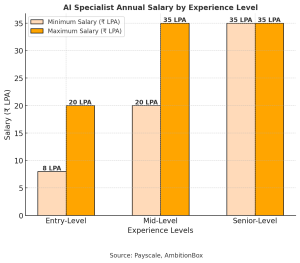 AI Specialist Annual Salary by Experience Level
Minimum Salary (₹ LPA)
Maximum Salary (₹ LPA)
35 LPA
35 LPA 35 LPA
20 LPA
20 LPA
8 LPA
35
30
25
20
15
10
5
0
Salary (₹ LPA)
Entry-Level
Mid-Level
Senior-Level
Experience Levels
Source: Payscale, AmbitionBox